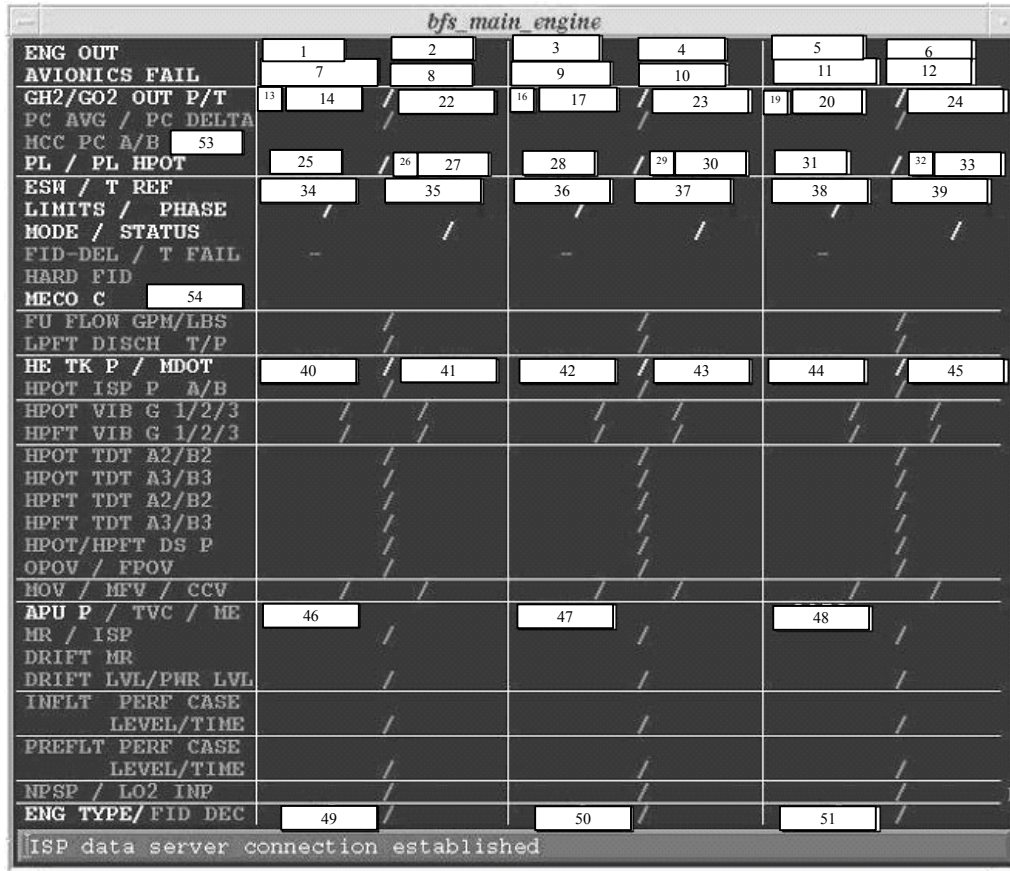 bfs_main_engine
ENG OUT 1 2 3 4 5 6
AVIONICS FAIL 7 8 9 10 11 12
GH2/GO2 OUT P/T 13 14 / 22 16 17 / 23 19 20 / 24
PC AVG / PC DELTA / / /
MCC PC A/B 53
PL / PL HPOT 25 / 26 27 28 / 29 30 31 / 32 33
ESW / T REF 34 35 36 37 38 39
LIMITS / PHASE / / /
MODE / STATUS / / /
FID-DEL / T FAIL - - -
HARD FID
MECO C 54
FU FLOW GPM/LBS / / /
LPFT DISCH T/P / / /
HE TK P / MDOT 40 / 41 42 / 43 44 / 45
HPOT ISP P A/B / / /
HPOT VIB G 1/2/3 / / / / / /
HPFT VIB G 1/2/3 / / / / / /
HPOT TDT A2/B2 / / /
HPOT TDT A3/B3 / / /
HPFT TDT A2/B2 / / /
HPFT TDT A3/B3 / / /
HPOT/HPFT DS P / / /
OPOV / FPOV / / /
MOV / MFV / CCV / / / / / /
APU P / TVC / ME 46 47 48
MR / ISP / / /
DRIFT MR
DRIFT LVL/PWR LVL / / /
INFLT PERF CASE
LEVEL/TIME / / /
PREFLT PERF CASE
LEVEL/TIME / / /
NPSP / LO2 INP / / /
ENG TYPE/ FID DEC 49 / 50 / 51 /
ISP data server connection established